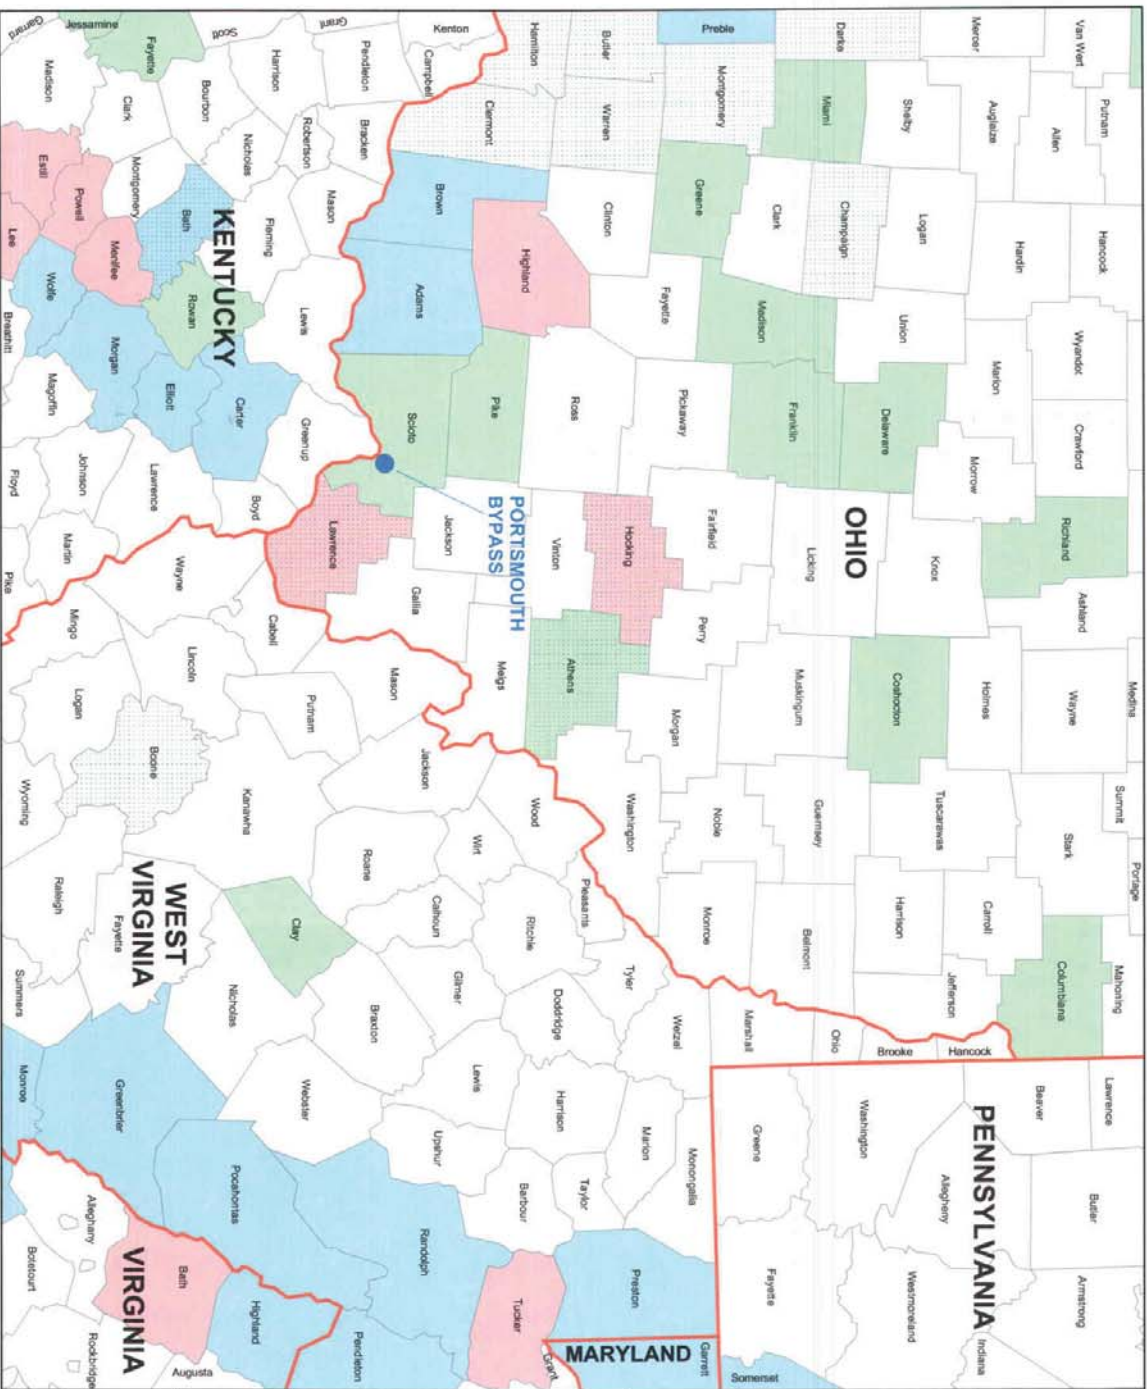 Van Wert
Putnam
Hancock
Wyandot
Crawford
Richland
Ashland
Medina
Wayne
Summit
Stark
Portage
Mahoning
Columbiana
Lawrence
Beaver
Butler
Armstrong
Mercer
Auglaize
Allen
Hardin
Marion
Morrow
Holmes
Tuscarawas
Carroll
Jefferson
Hancock
PENNSYLVANIA
Indiana
Darke
Shelby
Logan
Union
Delaware
Knox
Coshocton
Harrison
Brooke
Washington
Allegheny
Westmoreland
OHIO
Miami
Champaign
Franklin
Licking
Muskingum
Guernsey
Belmont
Ohio
Preble
Montgomery
Clark
Madison
Fairfield
Perry
Noble
Monroe
Marshall
Greene
Fayette
Somerset
Greene
Fayette
Pickaway
Hocking
Morgan
Washington
Wetzel
Monongalia
Garrett
Butler
Warren
Clinton
Ross
Vinton
Athens
Pleasants
Tyler
Marion
Preston
MARYLAND
Hamilton
Clermont
Highland
Pike
PORTSMOUTH
BYPASS
Jackson
Meigs
Wood
Ritchie
Doddridge
Harrison
Taylor
Barbour
Tucker
Grant
Kenton
Campbell
Brown
Adams
Scioto
Gallia
Mason
Jackson
Wirt
Calhoun
Gilmer
Lewis
Upshur
Randolph
Pendleton
Grant
Pendleton
Bracken
Mason
Lewis
Greenup
Lawrence
Putnam
Roane
Braxton
Webster
Scott
Harrison
Robertson
Nicholas
Fleming
KENTUCKY
Carter
Boyd
Cabell
Kanawha
Clay
Nicholas
Pocahontas
Highland
Fayette
Bourbon
Bath
Rowan
Elliott
Lawrence
Wayne
Lincoln
Boone
WEST
VIRGINIA
Fayette
Greenbrier
Bath
VIRGINIA
Augusta
Jessamine
Clark
Montgomery
Menifee
Morgan
Johnson
Martin
Mingo
Logan
Raleigh
Alleghany
Rockbridge
Garrard
Madison
Estill
Powell
Lee
Wolfe
Breathitt
Magoffin
Floyd
Pike
Wyoming
Summers
Monroe
Botetourt